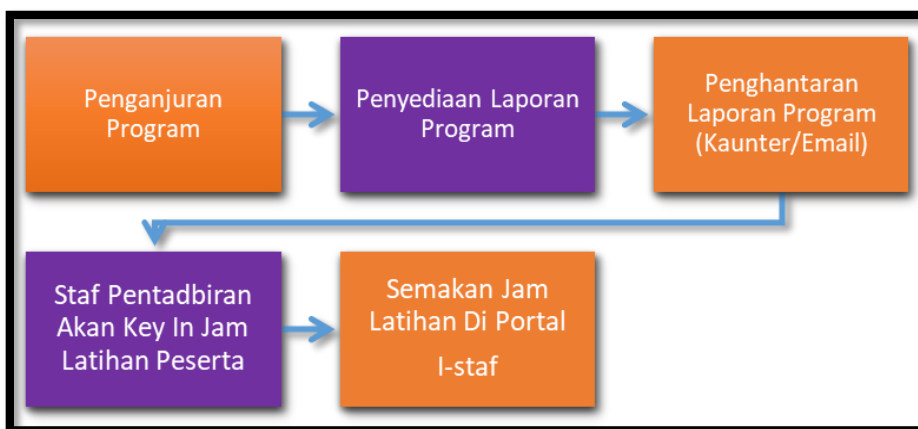 Penganjuran
Program
Penyediaan Laporan
Program
Penghantaran
Laporan Program
(Kaunter/Email)
Staf Pentadbiran
Akan Key In Jam
Latihan Peserta
Semakan Jam
Latihan Di Portal
I-staf